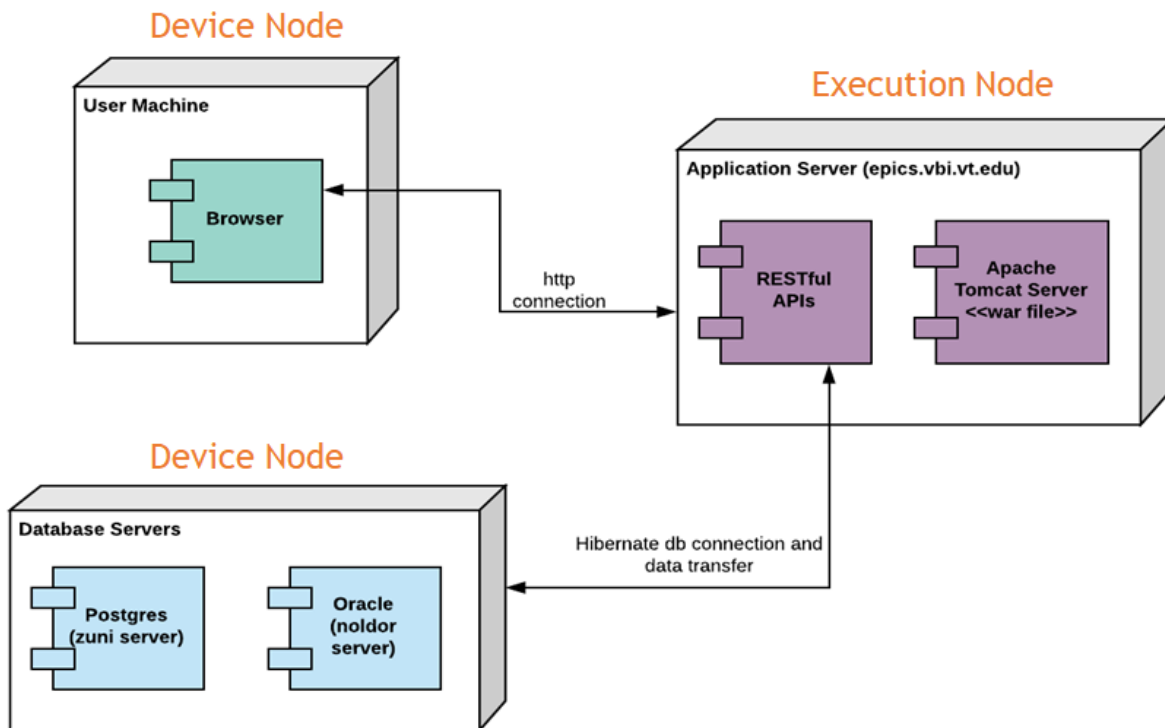 Device Node
User Machine
Browser
http
connection
Execution Node
Application Server (epics.vbi.vt.edu)
RESTful
APIs
Apache
Tomcat Server
<<war file>>
Device Node
Database Servers
Postgres
(zuni server)
Oracle
(noldor
server)
Hibernate db connection and
data transfer